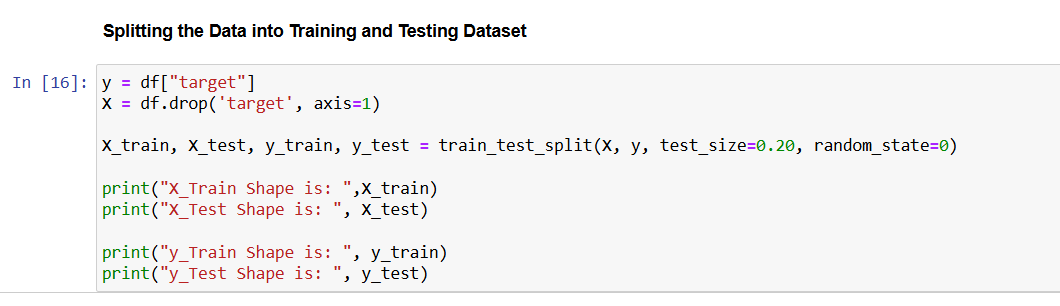 Splitting the Data into Training and Testing Dataset
In [16]: y = df["target"]
X = df.drop('target', axis=1)
X_train, X_test, y_train, y_test = train_test_split(X, y, test_size=0.20, random_state=0)
print("X_Train Shape is: ",X_train)
print("X_Test Shape is: ", X_test)
print("y_Train Shape is: ", y_train)
print("y_Test Shape is: ", y_test)